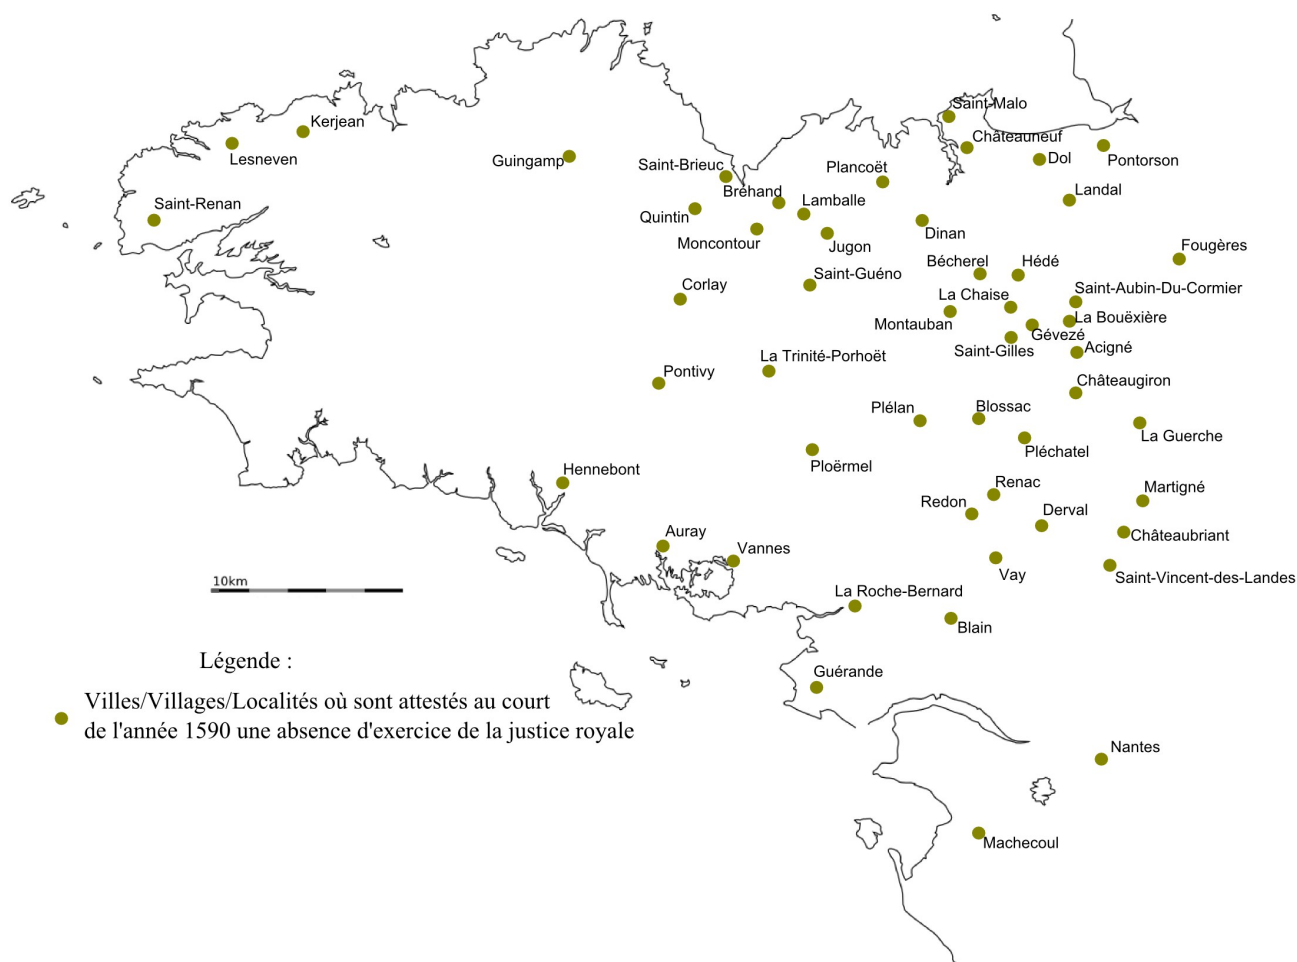 Saint-Malo
Kerjean
Châteauneuf
Lesneven
Guingamp
Saint-Brieuc
Plancoët
Dol
Pontorson
Bréhand
Lamballe
Landal
Saint-Renan
Quintin
Moncontour
Jugon
Dinan
Fougères
Bécherel
Hédé
Saint-Guéno
Corlay
La Chaise
Saint-Aubin-Du-Cormier
Montauban
La Bouëxière
Gévezé
Saint-Gilles
Acigné
La Trinité-Porhoët
Pontivy
Châteaugiron
Plélan
Blossac
La Guerche
Pléchatel
Ploërmel
Hennebont
Renac
Martigné
Redon
Derval
Auray
Châteaubriant
Vannes
Vay
Saint-Vincent-des-Landes
10km
La Roche-Bernard
Blain
Légende :
Guérande
Villes/Villages/Localités où sont attestés au court
de l'année 1590 une absence d'exercice de la justice royale
Nantes
Machecoul